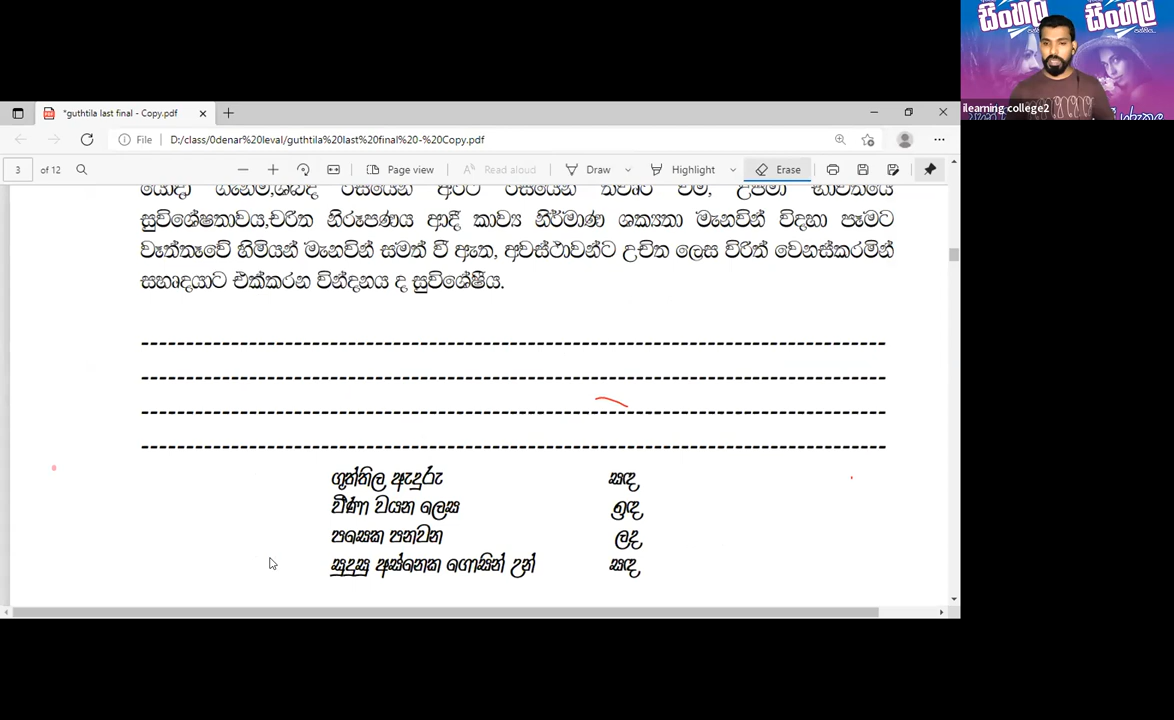 සිංහල සිංහල
ilearning college2
*guthtila last final - Copy.pdf
File D:/class/0denar%20leval/guthtila%20last%20final%20-%20Copy.pdf
3 of 12 Page view Read aloud Draw Highlight Erase
සුවිශේෂතාවය,චරිත නිරූපණය ආදී කාව්‍ය නිර්මාණ ශක්‍යතා මැනවින් විදහා පෑමට
වෑත්තෑවේ හිමියන් මැනවින් සමත් වී ඇත, අවස්ථාවන්ට උචිත ලෙස විරිත් වෙනස්කරමින්
සහෘදයාට එක්කරන වින්දනය ද සුවිශේෂීය.
ගුත්තිල ඇදුරු සඳ
වීණා වයන ලෙස ඉඳ
පසෙක පනවන ලද
සුදුසු අස්නෙක ගොසින් උන් සඳ